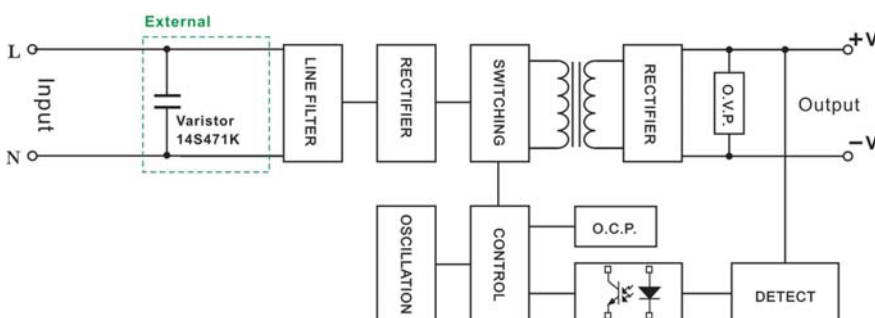 External
L
N
Input
Varistor
14S471K
LINE FILTER
RECTIFIER
SWITCHING
RECTIFIER
O.V.P.
+V
Output
−V
OSCILLATION
CONTROL
O.C.P.
DETECT